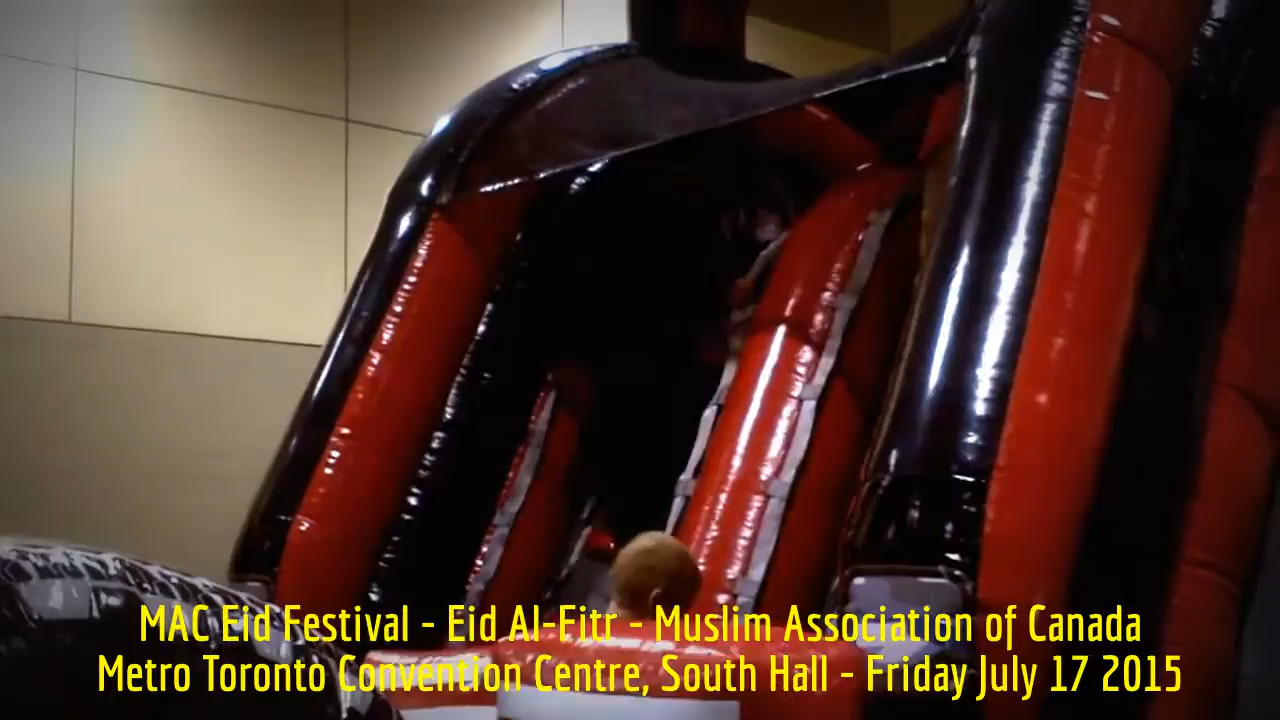 MAC Eid Festival - Eid Al-Fitr - Muslim Association of Canada
Metro Toronto Convention Centre, South Hall - Friday July 17 2015